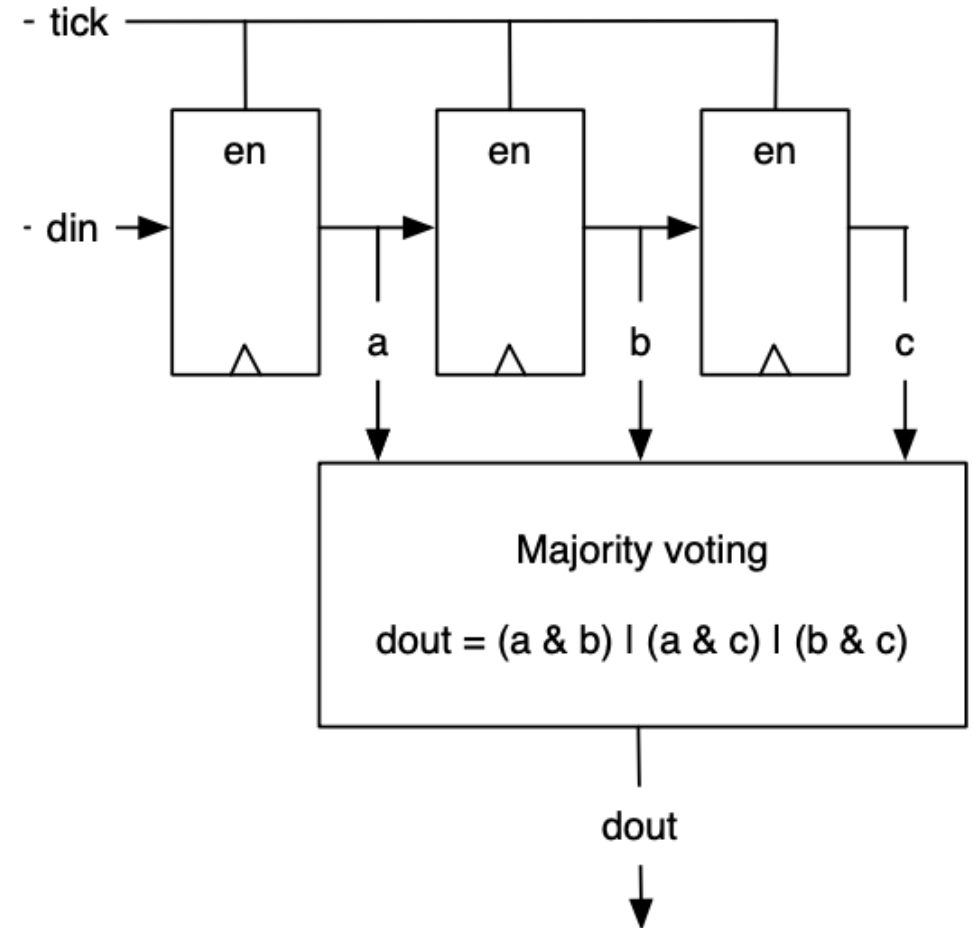 - tick
en en en
- din
a b c
Majority voting
dout = (a & b) | (a & c) | (b & c)
dout